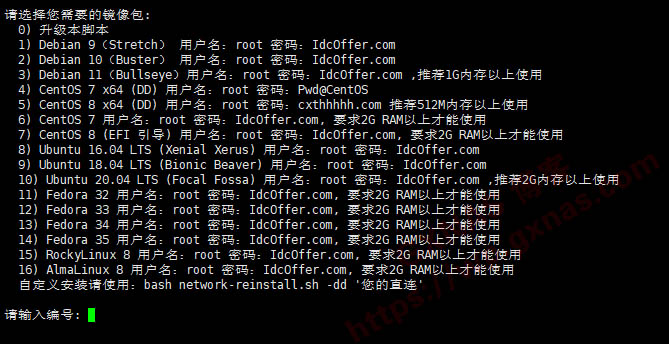 请选择您需要的镜像包:
0) 升级本脚本
1) Debian 9（Stretch） 用户名：root 密码：IdcOffer.com
2) Debian 10（Buster） 用户名：root 密码：IdcOffer.com
3) Debian 11（Bullseye）用户名：root 密码：IdcOffer.com ,推荐1G内存以上使用
4) CentOS 7 x64 (DD) 用户名：root 密码：Pwd@CentOS
5) CentOS 8 x64 (DD) 用户名：root 密码：cxthhhhh.com 推荐512M内存以上使用
6) CentOS 7 用户名：root 密码：IdcOffer.com, 要求2G RAM以上才能使用
7) CentOS 8 (EFI 引导) 用户名：root 密码：IdcOffer.com, 要求2G RAM以上才能使用
8) Ubuntu 16.04 LTS (Xenial Xerus) 用户名：root 密码：IdcOffer.com
9) Ubuntu 18.04 LTS (Bionic Beaver) 用户名：root 密码：IdcOffer.com
10) Ubuntu 20.04 LTS (Focal Fossa) 用户名：root 密码：IdcOffer.com ,推荐2G内存以上使用
11) Fedora 32 用户名：root 密码：IdcOffer.com, 要求2G RAM以上才能使用
12) Fedora 33 用户名：root 密码：IdcOffer.com, 要求2G RAM以上才能使用
13) Fedora 34 用户名：root 密码：IdcOffer.com, 要求2G RAM以上才能使用
14) Fedora 35 用户名：root 密码：IdcOffer.com, 要求2G RAM以上才能使用
15) RockyLinux 8 用户名：root 密码：IdcOffer.com, 要求2G RAM以上才能使用
16) AlmaLinux 8 用户名：root 密码：IdcOffer.com, 要求2G RAM以上才能使用
自定义安装请使用：bash network-reinstall.sh -dd '您的直连'
请输入编号: